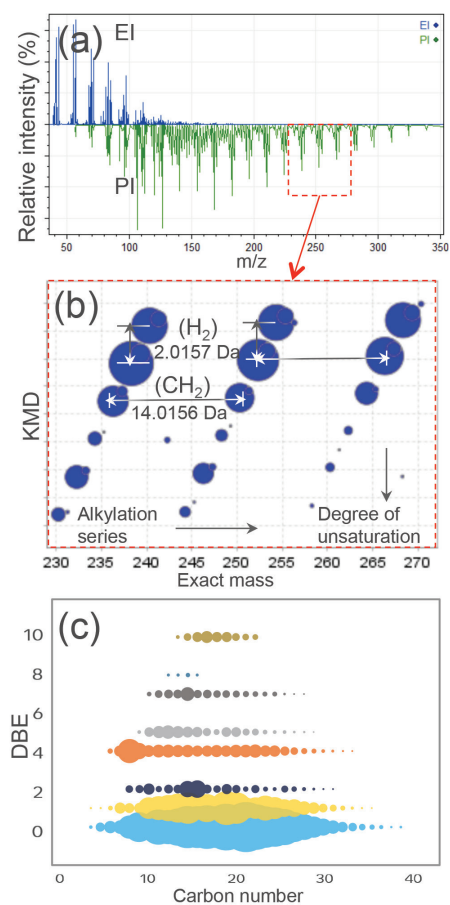 (a)
EI
EI
PI
Relative intensity (%)
PI
50 100 150 200 250 300 350
m/z
(b)
(H2)
2.0157 Da
(CH2)
14.0156 Da
KMD
Alkylation
series
Degree of
unsaturation
230 235 240 245 250 255 260 265 270
Exact mass
(c)
10
8
6
4
2
0
DBE
0 10 20 30 40
Carbon number